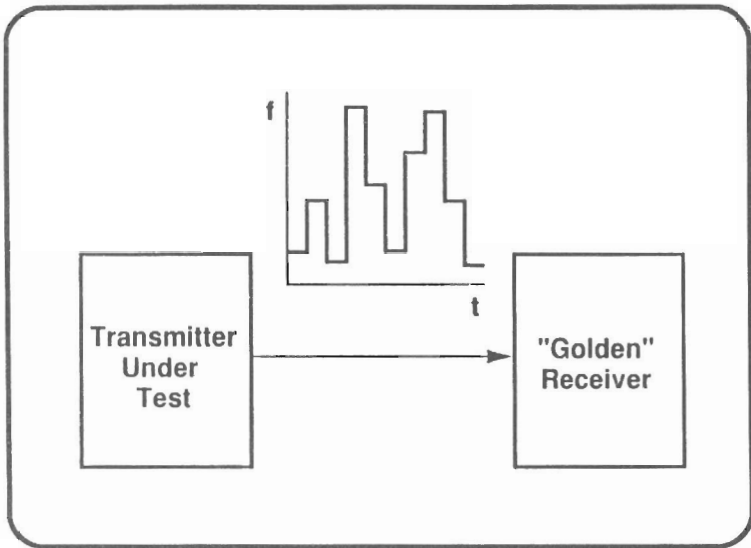 f
t
Transmitter
Under
Test
"Golden"
Receiver